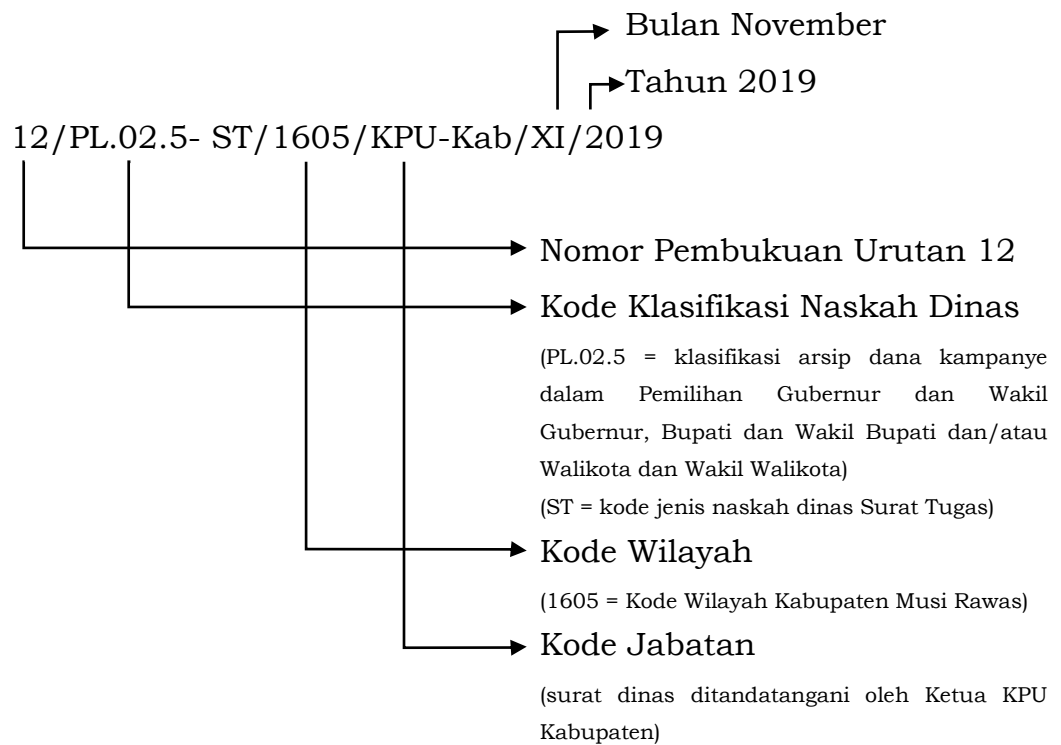 Bulan November
Tahun 2019
12/PL.02.5- ST/1605/KPU-Kab/XI/2019
Nomor Pembukuan Urutan 12
Kode Klasifikasi Naskah Dinas
(PL.02.5 = klasifikasi arsip dana kampanye
dalam Pemilihan Gubernur dan Wakil
Gubernur, Bupati dan Wakil Bupati dan/atau
Walikota dan Wakil Walikota)
(ST = kode jenis naskah dinas Surat Tugas)
Kode Wilayah
(1605 = Kode Wilayah Kabupaten Musi Rawas)
Kode Jabatan
(surat dinas ditandatangani oleh Ketua KPU
Kabupaten)